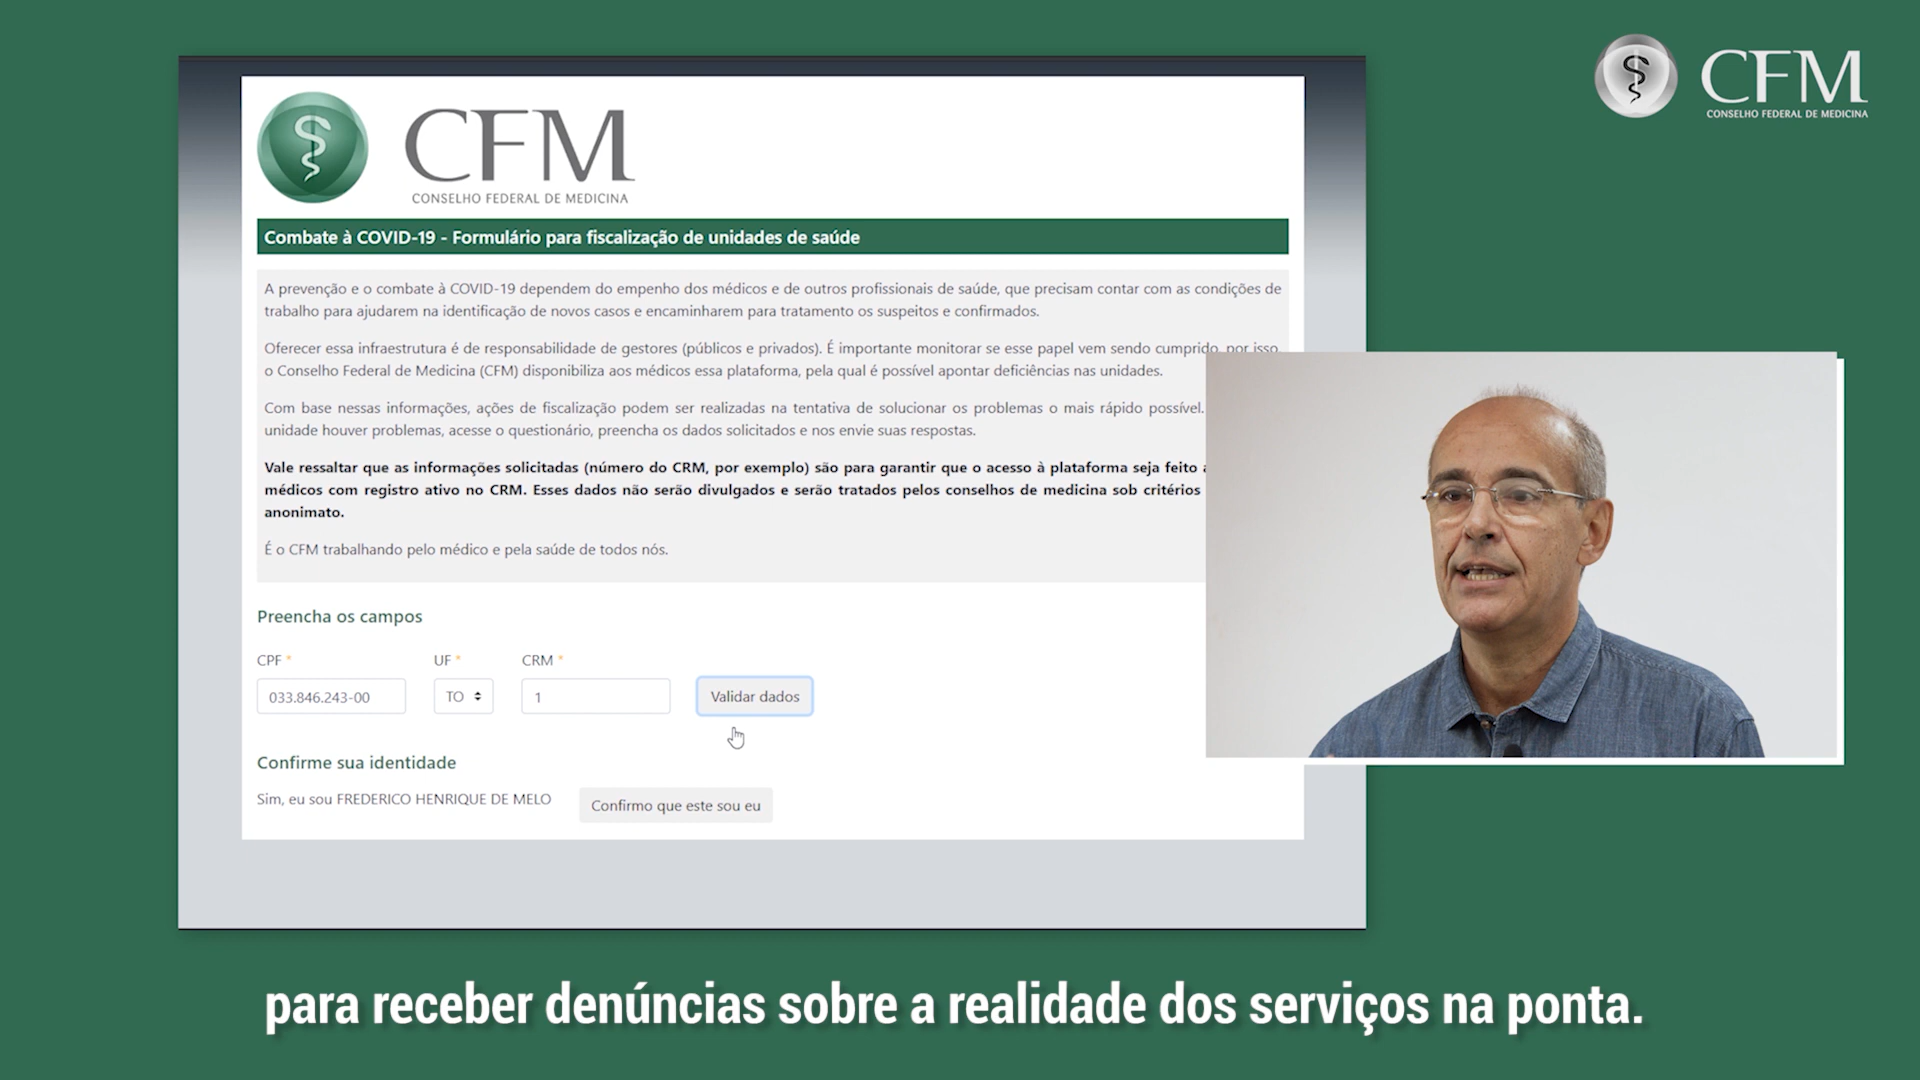 CFM
CONSELHO FEDERAL DE MEDICINA
CFM
CONSELHO FEDERAL DE MEDICINA
Combate à COVID-19 - Formulário para fiscalização de unidades de saúde
A prevenção e o combate à COVID-19 dependem do empenho dos médicos e de outros profissionais de saúde, que precisam contar com as condições de
trabalho para ajudarem na identificação de novos casos e encaminharem para tratamento os suspeitos e confirmados.
Oferecer essa infraestrutura é de responsabilidade de gestores (públicos e privados). É importante monitorar se esse papel vem sendo cumprido, por isso,
o Conselho Federal de Medicina (CFM) disponibiliza aos médicos essa plataforma, pela qual é possível apontar deficiências nas unidades.
Com base nessas informações, ações de fiscalização podem ser realizadas na tentativa de solucionar os problemas o mais rápido possível.
unidade houver problemas, acesse o questionário, preencha os dados solicitados e nos envie suas respostas.
Vale ressaltar que as informações solicitadas (número do CRM, por exemplo) são para garantir que o acesso à plataforma seja feito
médicos com registro ativo no CRM. Esses dados não serão divulgados e serão tratados pelos conselhos de medicina sob critérios
anonimato.
É o CFM trabalhando pelo médico e pela saúde de todos nós.
Preencha os campos
CPF * UF * CRM *
033.846.243-00 TO 1 Validar dados
Confirme sua identidade
Sim, eu sou FREDERICO HENRIQUE DE MELO Confirmo que este sou eu
para receber denúncias sobre a realidade dos serviços na ponta.